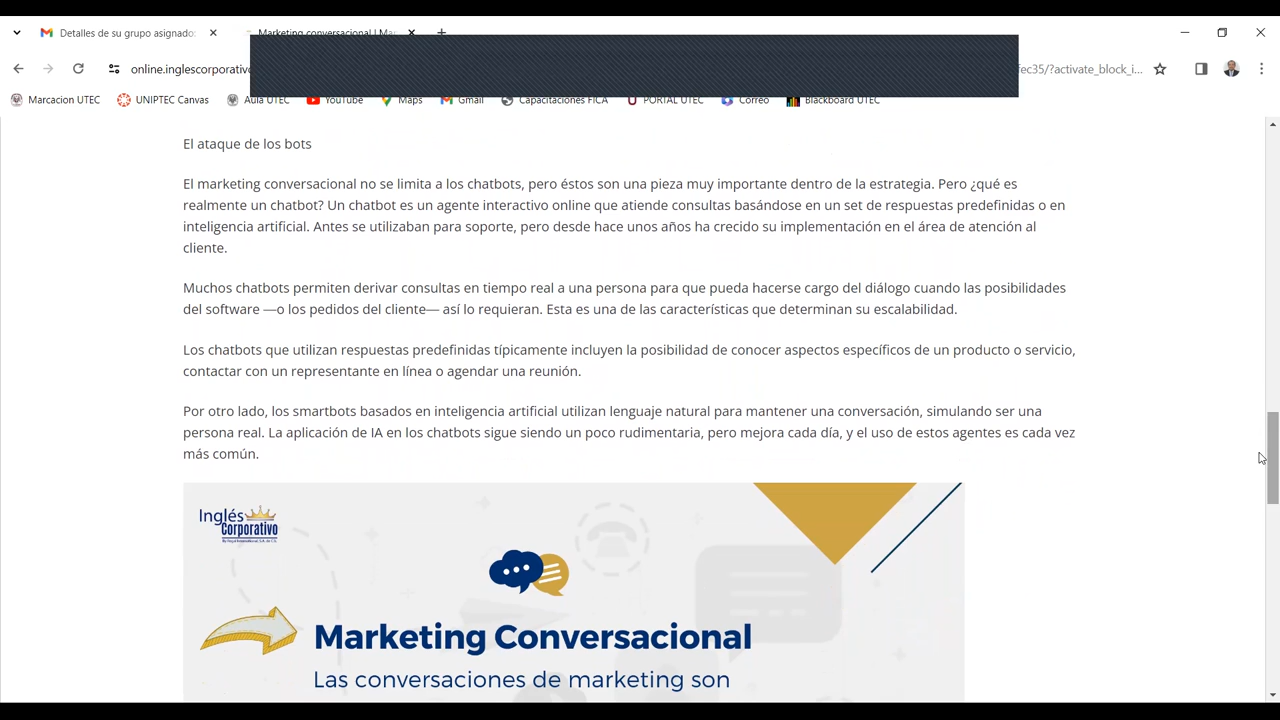 Detalles de su grupo asignado
Marketing conversacional | Ma
online.inglescorporativo
fec35/?activate_block_i...
Marcacion UTEC
UNIPTEC Canvas
Aula UTEC
YouTube
Maps
Gmail
Capacitaciones FICA
PORTAL UTEC
Correo
Blackboard UTEC
El ataque de los bots
El marketing conversacional no se limita a los chatbots, pero éstos son una pieza muy importante dentro de la estrategia. Pero ¿qué es
realmente un chatbot? Un chatbot es un agente interactivo online que atiende consultas basándose en un set de respuestas predefinidas o en
inteligencia artificial. Antes se utilizaban para soporte, pero desde hace unos años ha crecido su implementación en el área de atención al
cliente.
Muchos chatbots permiten derivar consultas en tiempo real a una persona para que pueda hacerse cargo del diálogo cuando las posibilidades
del software —o los pedidos del cliente— así lo requieran. Esta es una de las características que determinan su escalabilidad.
Los chatbots que utilizan respuestas predefinidas típicamente incluyen la posibilidad de conocer aspectos específicos de un producto o servicio,
contactar con un representante en línea o agendar una reunión.
Por otro lado, los smartbots basados en inteligencia artificial utilizan lenguaje natural para mantener una conversación, simulando ser una
persona real. La aplicación de IA en los chatbots sigue siendo un poco rudimentaria, pero mejora cada día, y el uso de estos agentes es cada vez
más común.
Inglés
Corporativo
Marketing Conversacional
Las conversaciones de marketing son